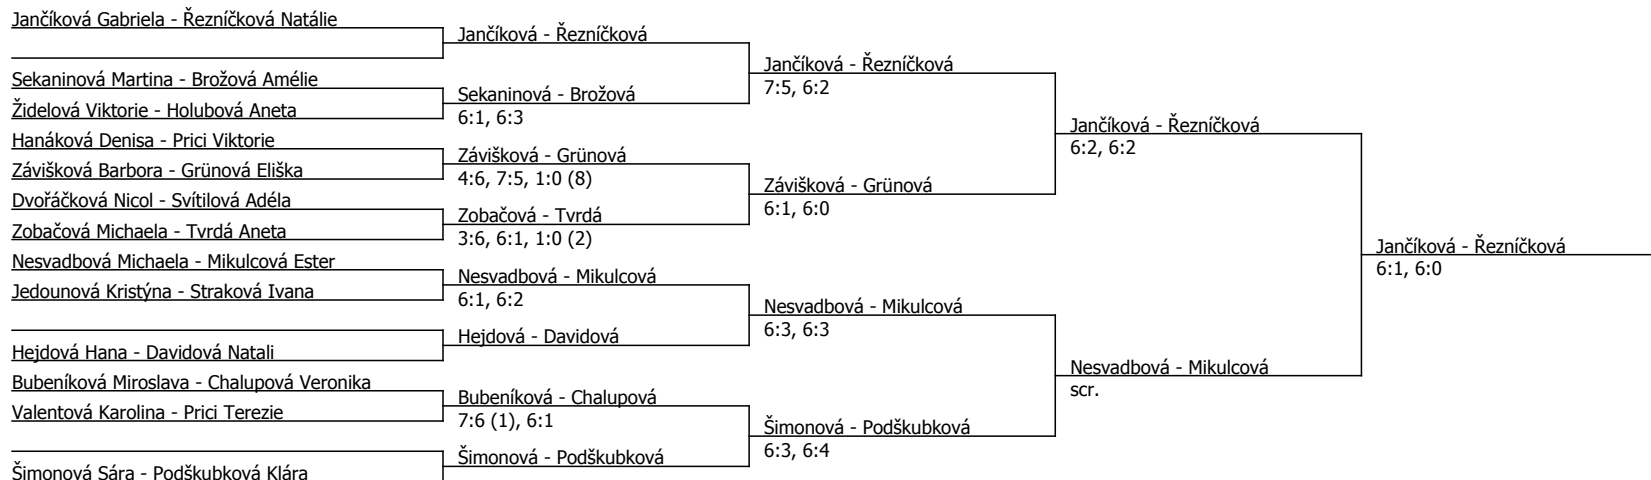 Jančíková Gabriela - Řezníčková Natálie
Jančíková - Řezníčková
Jančíková - Řezníčková
7:5, 6:2
Sekaninová Martina - Brožová Amélie
Sekaninová - Brožová
6:1, 6:3
Židelová Viktorie - Holubová Aneta
Jančíková - Řezníčková
6:2, 6:2
Hanáková Denisa - Prici Viktorie
Závišková - Grünová
4:6, 7:5, 1:0 (8)
Závišková Barbora - Grünová Eliška
Závišková - Grünová
6:1, 6:0
Dvořáčková Nicol - Svítilová Adéla
Zobačová - Tvrdá
3:6, 6:1, 1:0 (2)
Zobačová Michaela - Tvrdá Aneta
Jančíková - Řezníčková
6:1, 6:0
Nesvadbová Michaela - Mikulcová Ester
Nesvadbová - Mikulcová
6:1, 6:2
Jedounová Kristýna - Straková Ivana
Nesvadbová - Mikulcová
6:3, 6:3
Hejdová - Davidová
Hejdová Hana - Davidová Natali
Nesvadbová - Mikulcová
scr.
Bubeníková Miroslava - Chalupová Veronika
Bubeníková - Chalupová
7:6 (1), 6:1
Valentová Karolina - Prici Terezie
Šimonová - Podškubková
6:3, 6:4
Šimonová - Podškubková
Šimonová Sára - Podškubková Klára